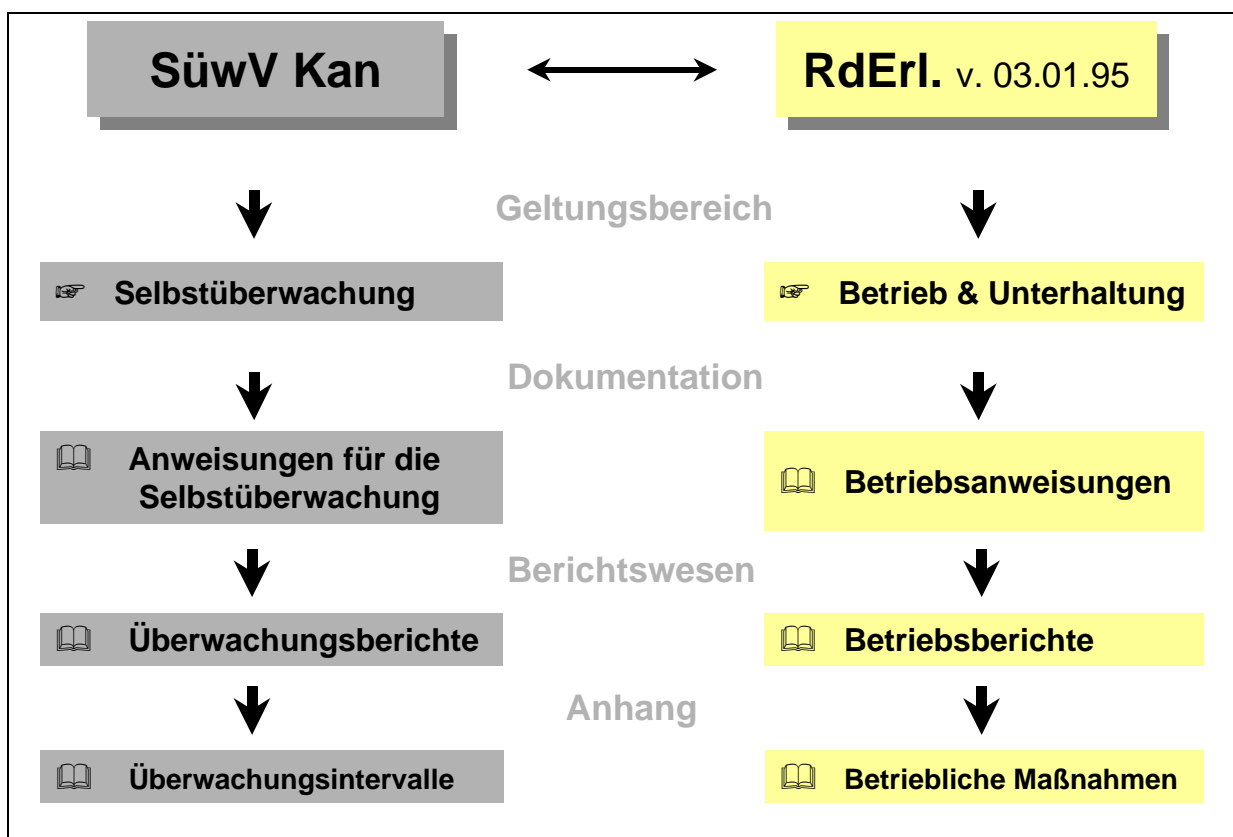 SüwV Kan
RdErl. v. 03.01.95
Geltungsbereich
Selbstüberwachung
Betrieb & Unterhaltung
Dokumentation
Anweisungen für die
Selbstüberwachung
Betriebsanweisungen
Berichtswesen
Überwachungsberichte
Betriebsberichte
Anhang
Überwachungsintervalle
Betriebliche Maßnahmen